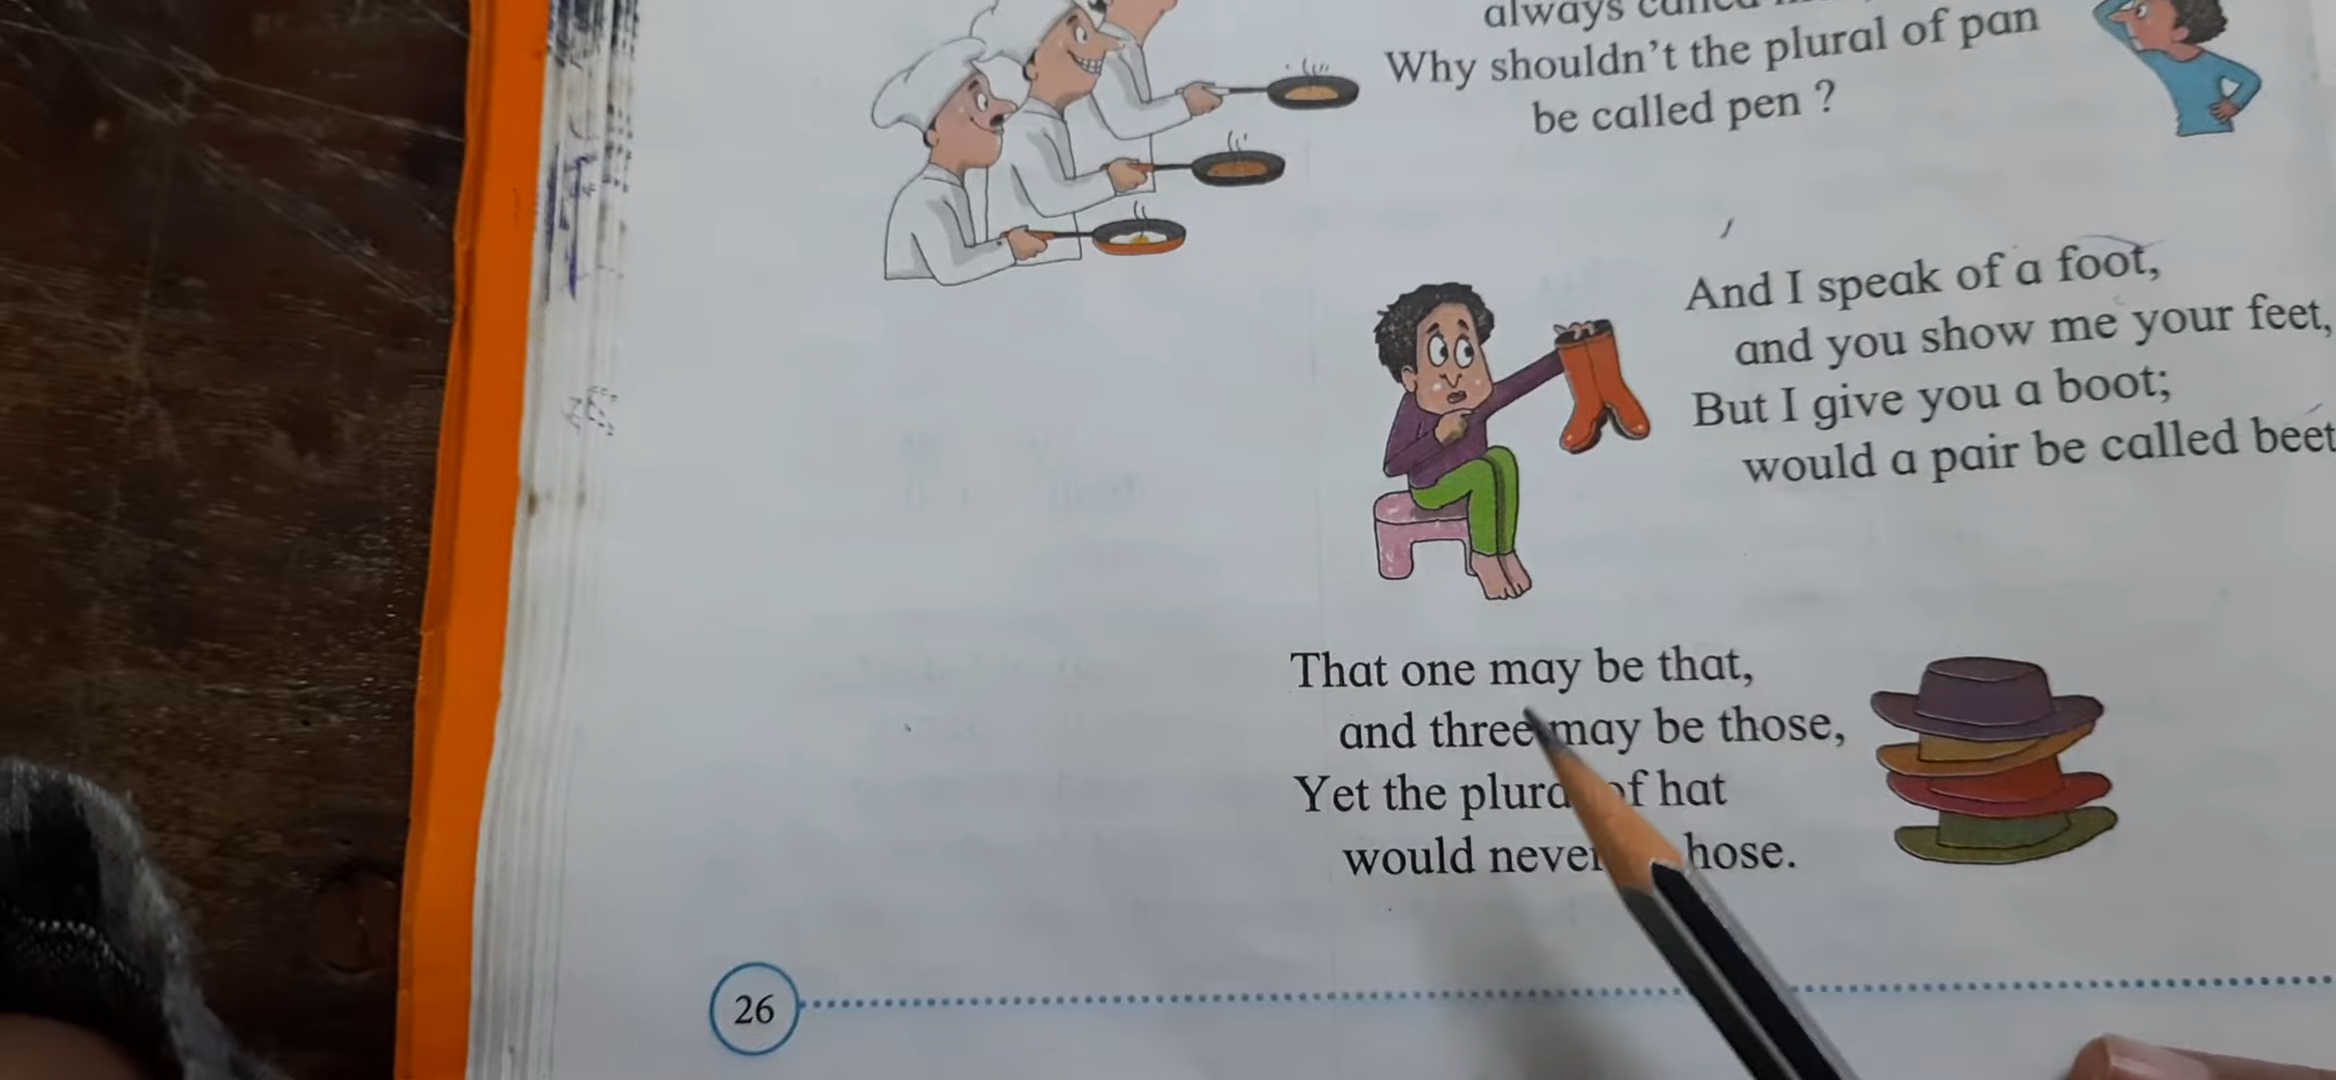 always
Why shouldn't the plural of pan
be called pen ?
And I speak of a foot,
and you show me your feet,
But I give you a boot;
would a pair be called beet
That one may be that,
and three may be those,
Yet the plura of hat
would never hose.
26